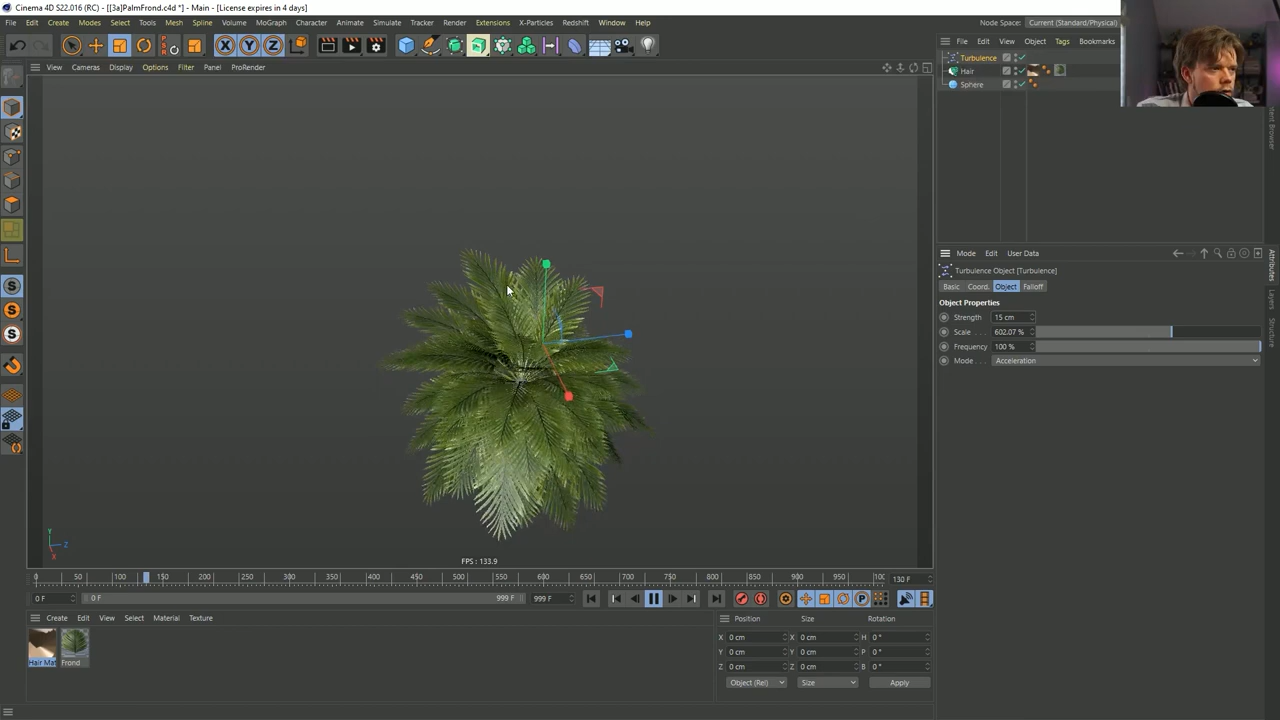 Cinema 4D S22.016 (RC) - [[3a]PalmFrond.c4d *] - Main - [License expires in 4 days]
File Edit Create Modes Select Tools Mesh Spline Volume MoGraph Character Animate Simulate Tracker Render Extensions X-Particles Redshift Window Help
Node Space: Current (Standard/Physical)
File Edit View Object Tags Bookmarks
View Cameras Display Options Filter Panel ProRender
Turbulence
Hair
Sphere
Content Browser
Mode Edit User Data
Attributes
Turbulence Object [Turbulence]
Basic Coord. Object Falloff
Object Properties
Strength 15 cm
Layers
Scale 602.07 %
Structure
Frequency 100 %
Mode Acceleration
Y
Z
X
FPS : 133.9
0 50 100 150 200 250 300 350 400 450 500 550 600 650 700 750 800 850 900 950 100 130 F
0 F 0 F 999 F 999 F
Create Edit View Select Material Texture
Position Size Rotation
X 0 cm X 0 cm H 0 °
Y 0 cm Y 0 cm P 0 °
Z 0 cm Z 0 cm B 0 °
Hair Mat Frond
Object (Rel) Size Apply